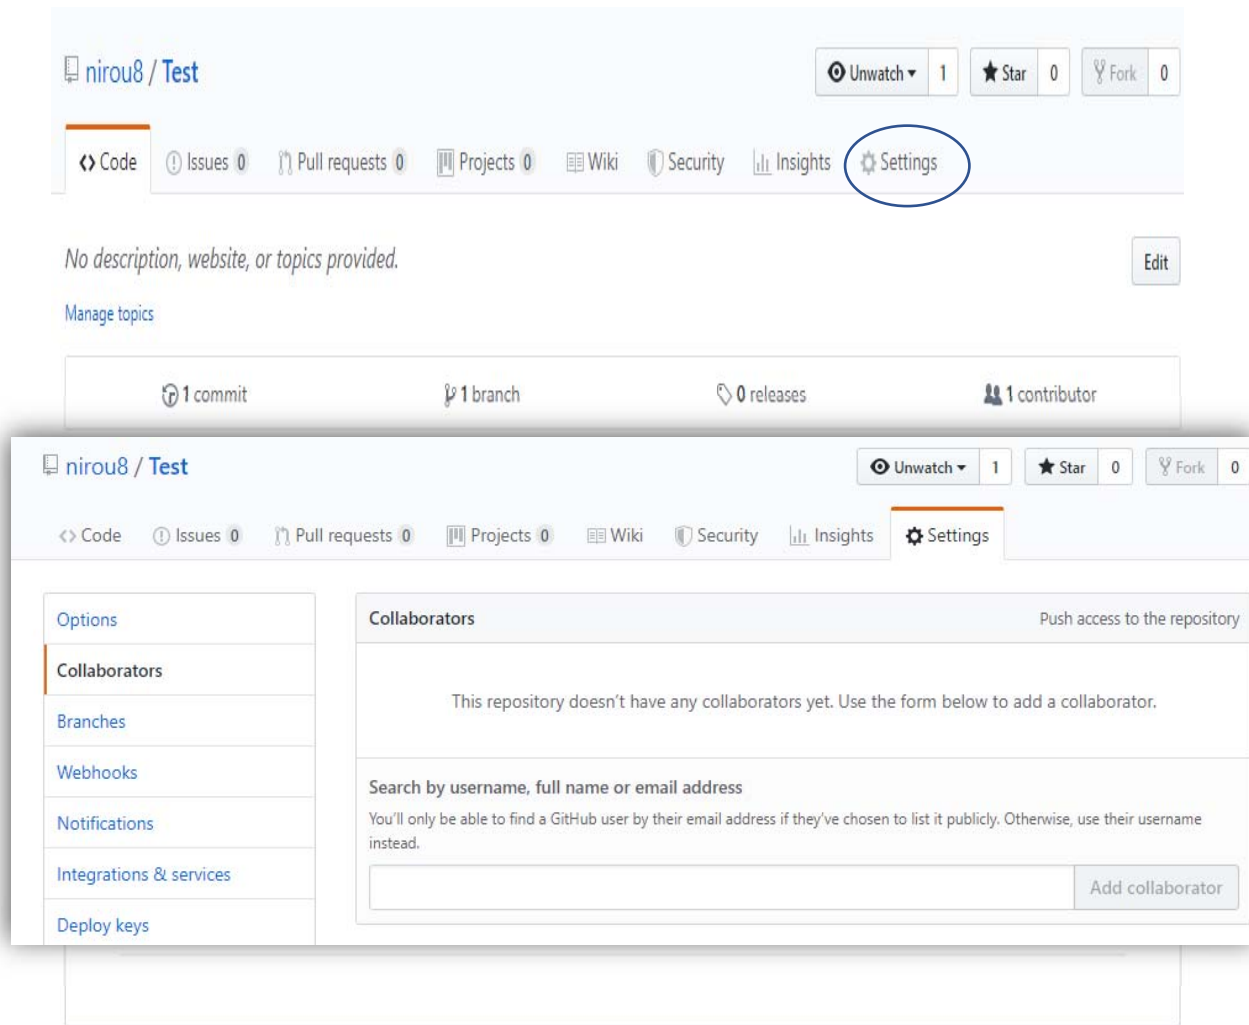 nirou8 / Test
Unwatch 1 Star 0 Fork 0
Code Issues 0 Pull requests 0 Projects 0 Wiki Security Insights Settings
No description, website, or topics provided.
Edit
Manage topics
1 commit 1 branch 0 releases 1 contributor
nirou8 / Test
Unwatch 1 Star 0 Fork 0
Code Issues 0 Pull requests 0 Projects 0 Wiki Security Insights Settings
Options
Collaborators
Branches
Webhooks
Notifications
Integrations & services
Deploy keys
Collaborators
Push access to the repository
This repository doesn't have any collaborators yet. Use the form below to add a collaborator.
Search by username, full name or email address
You'll only be able to find a GitHub user by their email address if they've chosen to list it publicly. Otherwise, use their username
instead.
Add collaborator